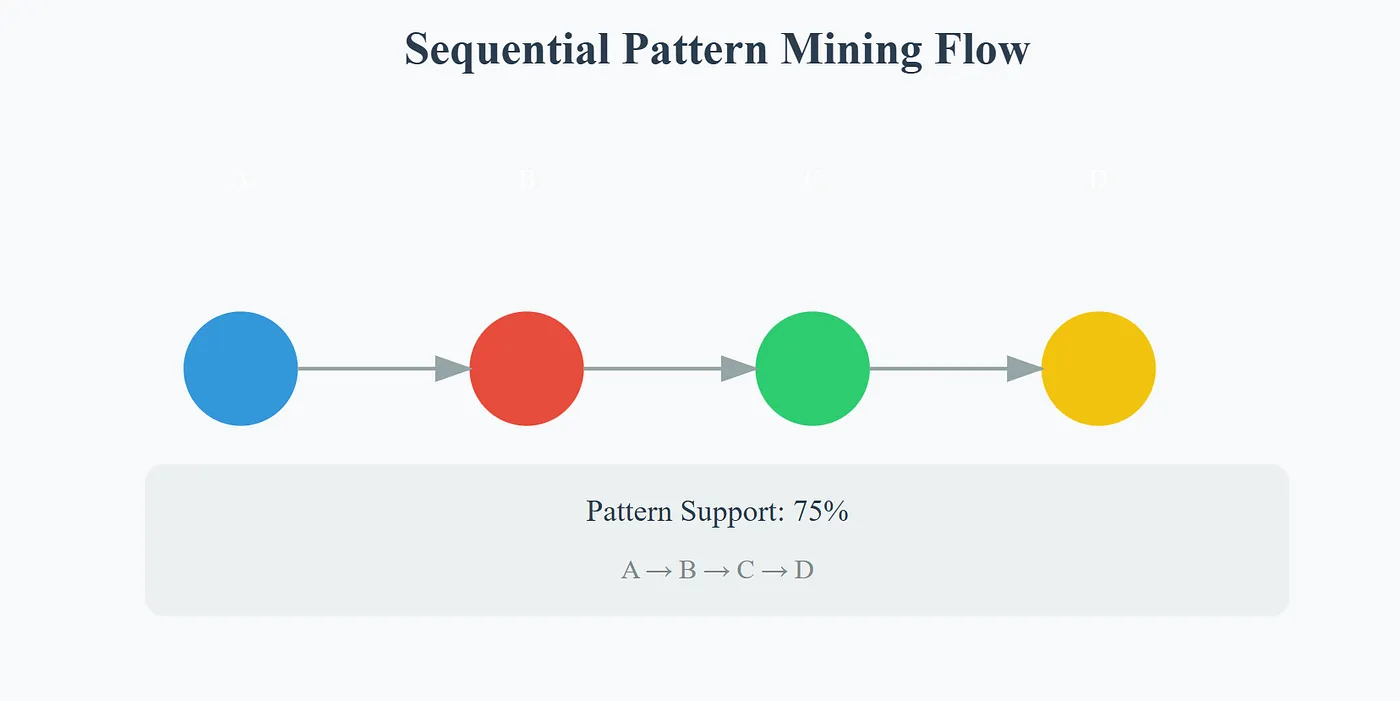 Sequential Pattern Mining Flow
A B C D
Pattern Support: 75%
A → B → C → D